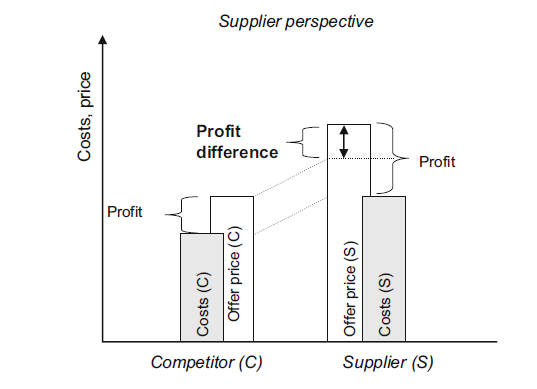 Supplier perspective
Costs, price
Profit
difference
Profit
Profit
Costs (C)
Offer price (C)
Offer price (S)
Costs (S)
Competitor (C)
Supplier (S)